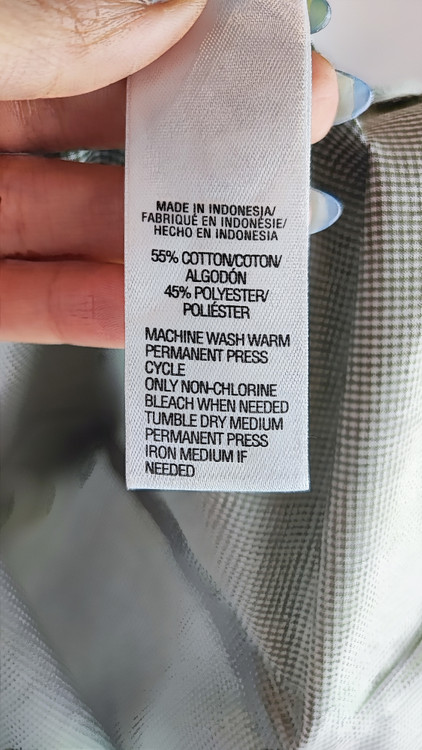 MADE IN INDONESIA/
FABRIQUÉ EN INDONÉSIE/
HECHO EN INDONESIA
55% COTTON/COTON/
ALGODÓN
45% POLYESTER/
POLIÉSTER
MACHINE WASH WARM
PERMANENT PRESS
CYCLE
ONLY NON-CHLORINE
BLEACH WHEN NEEDED
TUMBLE DRY MEDIUM
PERMANENT PRESS
IRON MEDIUM IF
NEEDED